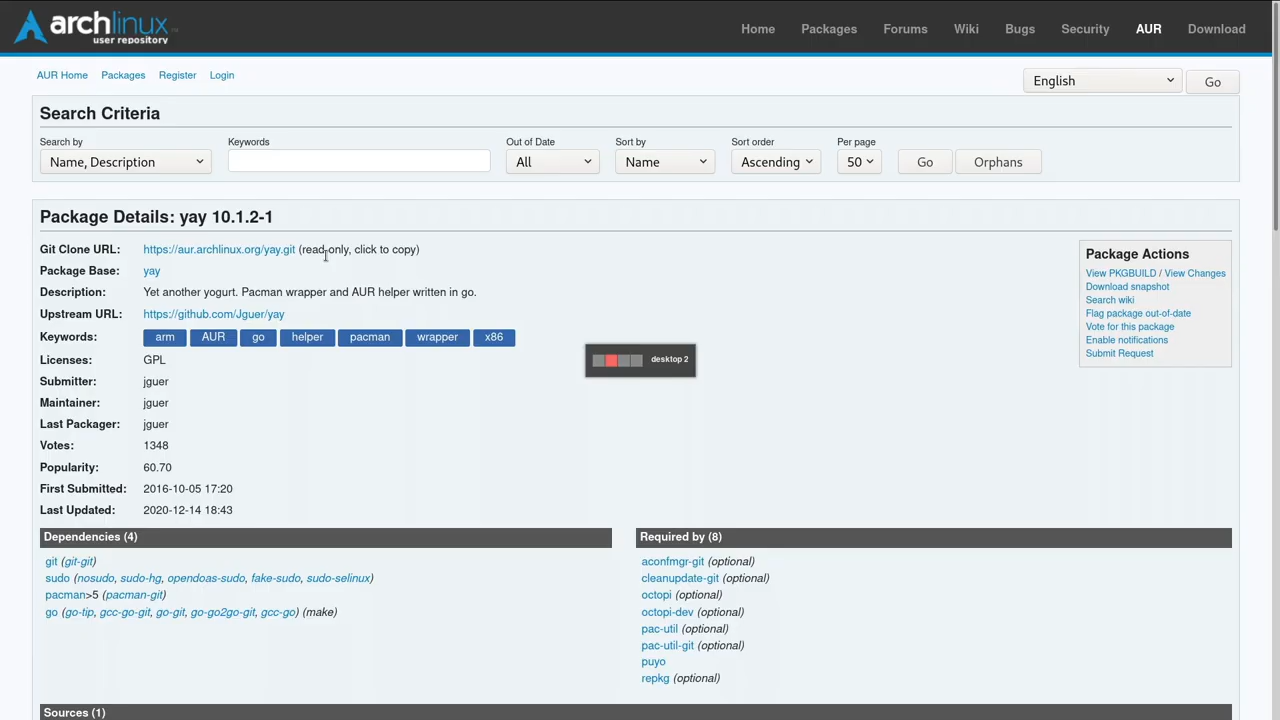 archlinux
user repository
Home Packages Forums Wiki Bugs Security AUR Download
AUR Home Packages Register Login
English Go
Search Criteria
Search by Keywords Out of Date Sort by Sort order Per page
Name, Description All Name Ascending 50 Go Orphans
Package Details: yay 10.1.2-1
Git Clone URL: https://aur.archlinux.org/yay.git (read-only, click to copy)
Package Base: yay
Description: Yet another yogurt. Pacman wrapper and AUR helper written in go.
Upstream URL: https://github.com/Jguer/yay
Keywords: arm AUR go helper pacman wrapper x86
Licenses: GPL
Submitter: jguer
Maintainer: jguer
Last Packager: jguer
Votes: 1348
Popularity: 60.70
First Submitted: 2016-10-05 17:20
Last Updated: 2020-12-14 18:43
Package Actions
View PKGBUILD / View Changes
Download snapshot
Search wiki
Flag package out-of-date
Vote for this package
Enable notifications
Submit Request
desktop 2
Dependencies (4)
git (git-git)
sudo (nosudo, sudo-hg, opendoas-sudo, fake-sudo, sudo-selinux)
pacman>5 (pacman-git)
go (go-tip, gcc-go-git, go-git, go-go2go-git, gcc-go) (make)
Required by (8)
aconfmgr-git (optional)
cleanupdate-git (optional)
octopi (optional)
octopi-dev (optional)
pac-util (optional)
pac-util-git (optional)
puyo
repkg (optional)
Sources (1)